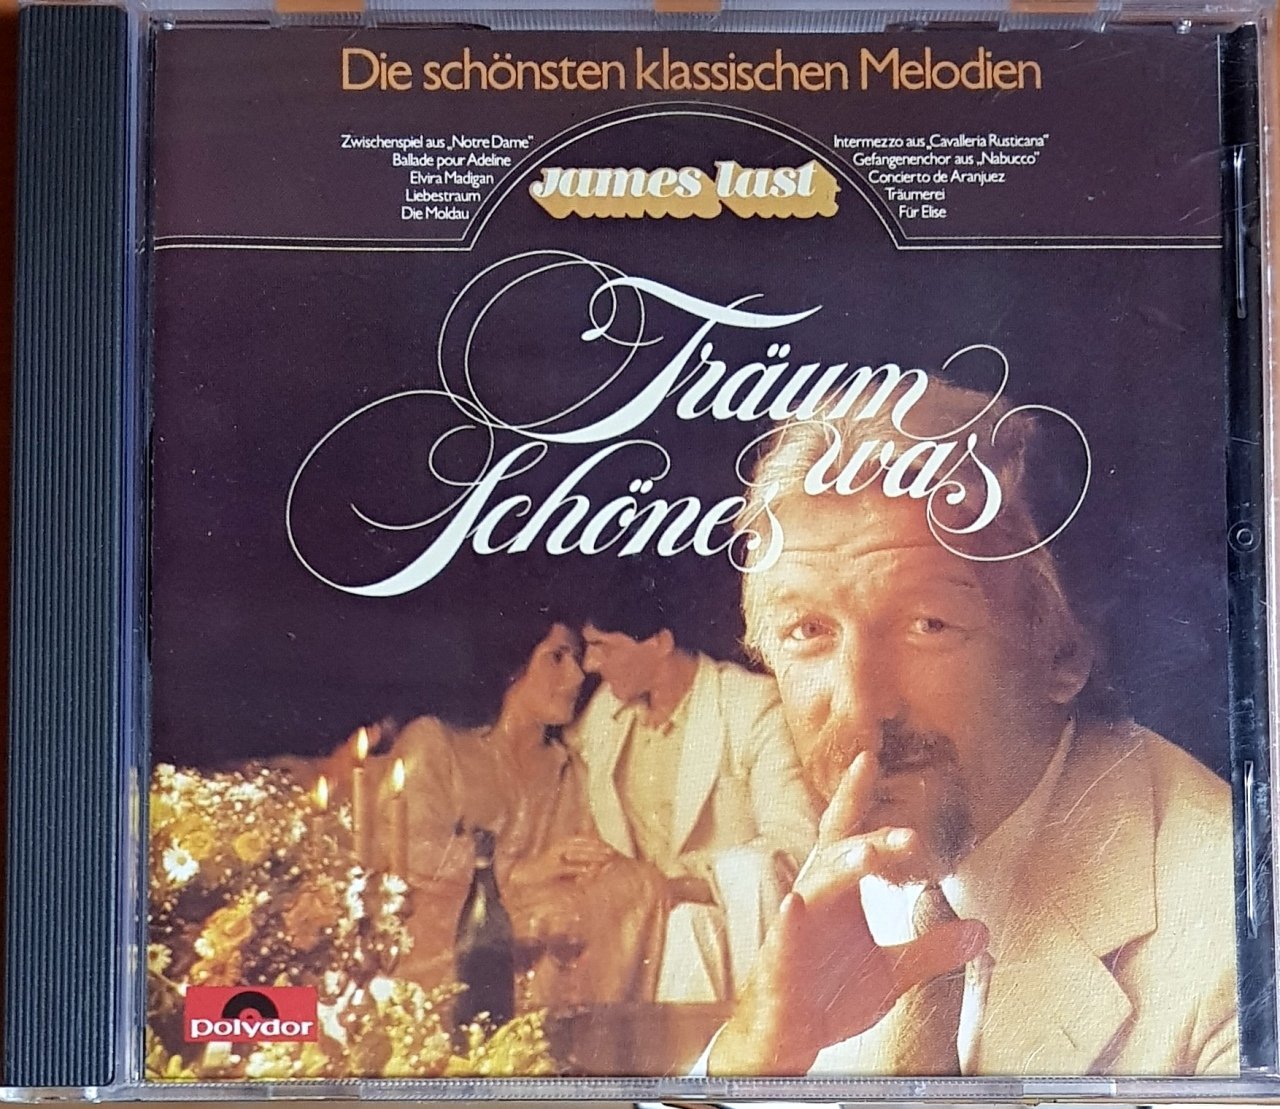 Die schönsten klassischen Melodien
Zwischenspiel aus „Notre Dame"
Ballade pour Adeline
Elvira Madigan
Liebestraum
Die Moldau
james last
Intermezzo aus „Cavalleria Rusticana"
Gefangenenchor aus „Nabucco"
Concierto de Aranjuez
Träumerei
Für Elise
Träum
was
Schönes
polydor